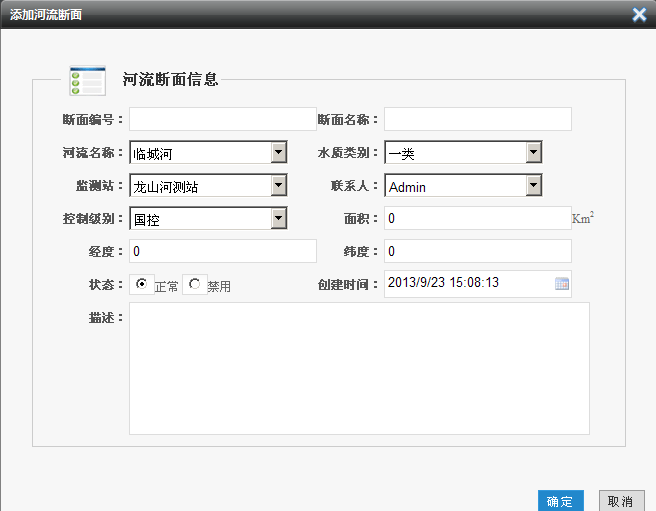 添加河流断面
河流断面信息
断面编号： 断面名称：
河流名称： 临城河 水质类别： 一类
监测站： 龙山河测站 联系人： Admin
控制级别： 国控 面积： 0 Km²
经度： 0 纬度： 0
状态： 正常 禁用 创建时间： 2013/9/23 15:08:13
描述：
确定 取消